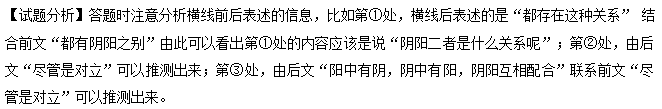 【试题分析】答题时注意分析横线前后表述的信息，比如第①处，横线后表述的是“都存在这种关系” 结
合前文“都有阴阳之别”由此可以看出第①处的内容应该是说“阴阳二者是什么关系呢”；第②处，由后
文“尽管是对立”可以推测出来；第③处，由后文“阳中有阴，阴中有阳，阴阳互相配合”联系前文“尽
管是对立”可以推测出来。